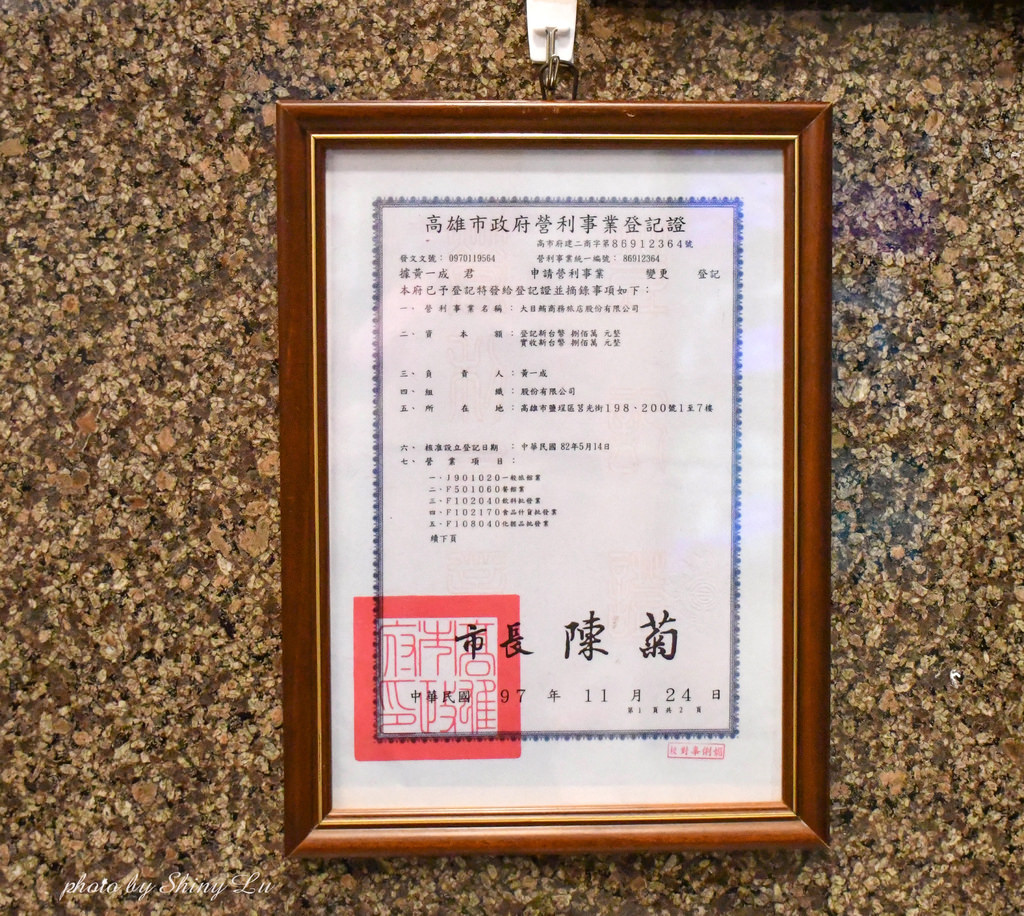 高雄市政府營利事業登記證
高市府建二商字第86912364號
發文文號：0970119564 營利事業統一編號：86912364
據黃一成 君 申請營利事業 變更 登記
本府已予登記特發給登記證並摘錄事項如下：
一、營利事業名稱：大目鯛商務旅店股份有限公司
二、資本額：登記新台幣 捌佰萬 元整
實收新台幣 捌佰萬 元整
三、負責人：黃一成
四、組織：股份有限公司
五、所在地：高雄市鹽埕區莒光街198、200號1至7樓
六、核准設立登記日期：中華民國 82年5月14日
七、營業項目：
一、J901020一般旅館業
二、F501060餐館業
三、F102040飲料批發業
四、F102170食品什貨批發業
五、F108040化粧品批發業
續下頁
市長 陳菊
高雄市政府印
中華民國 97 年 11 月 24 日
第1 頁共2 頁
photo by Shiny Lu